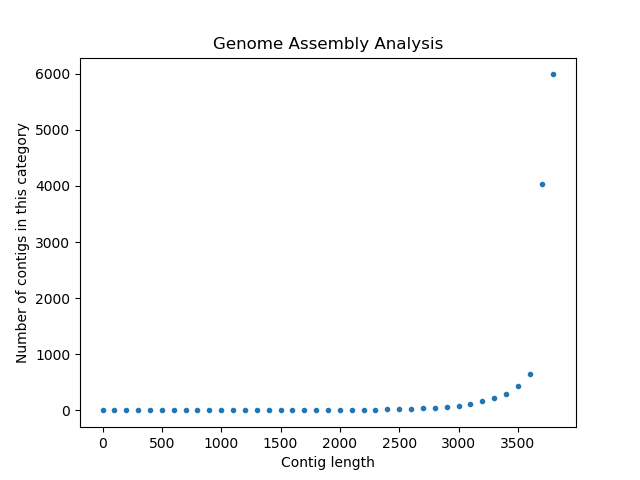 Genome Assembly Analysis
Number of contigs in this category
6000
5000
4000
3000
2000
1000
0
0 500 1000 1500 2000 2500 3000 3500
Contig length